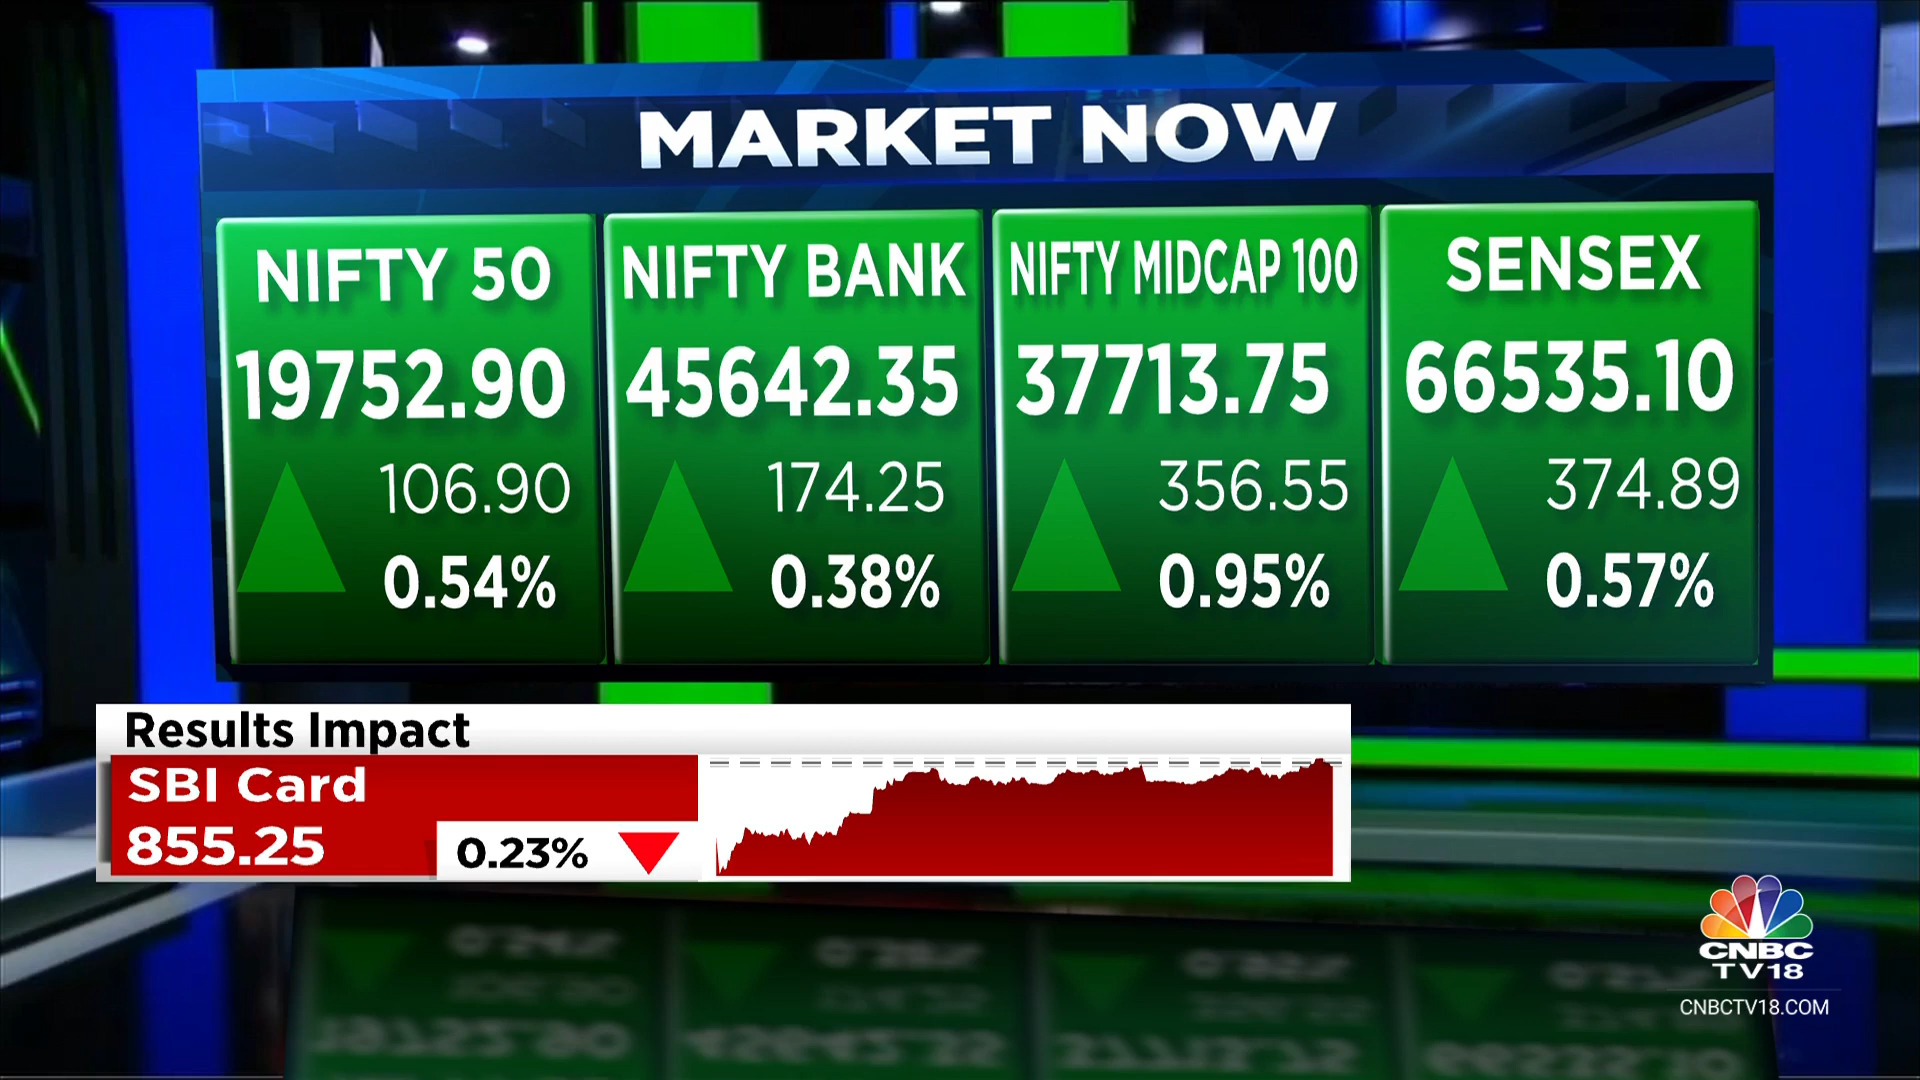 MARKET NOW
NIFTY 50
19752.90
106.90
0.54%
NIFTY BANK
45642.35
174.25
0.38%
NIFTY MIDCAP 100
37713.75
356.55
0.95%
SENSEX
66535.10
374.89
0.57%
Results Impact
SBI Card
855.25
0.23%
CNBC
TV18
CNBCTV18.COM